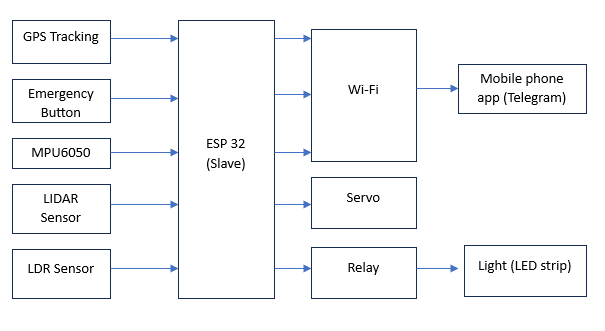 GPS Tracking
Emergency
Button
MPU6050
LIDAR
Sensor
LDR Sensor
ESP 32
(Slave)
Wi-Fi
Servo
Relay
Mobile phone
app (Telegram)
Light (LED strip)